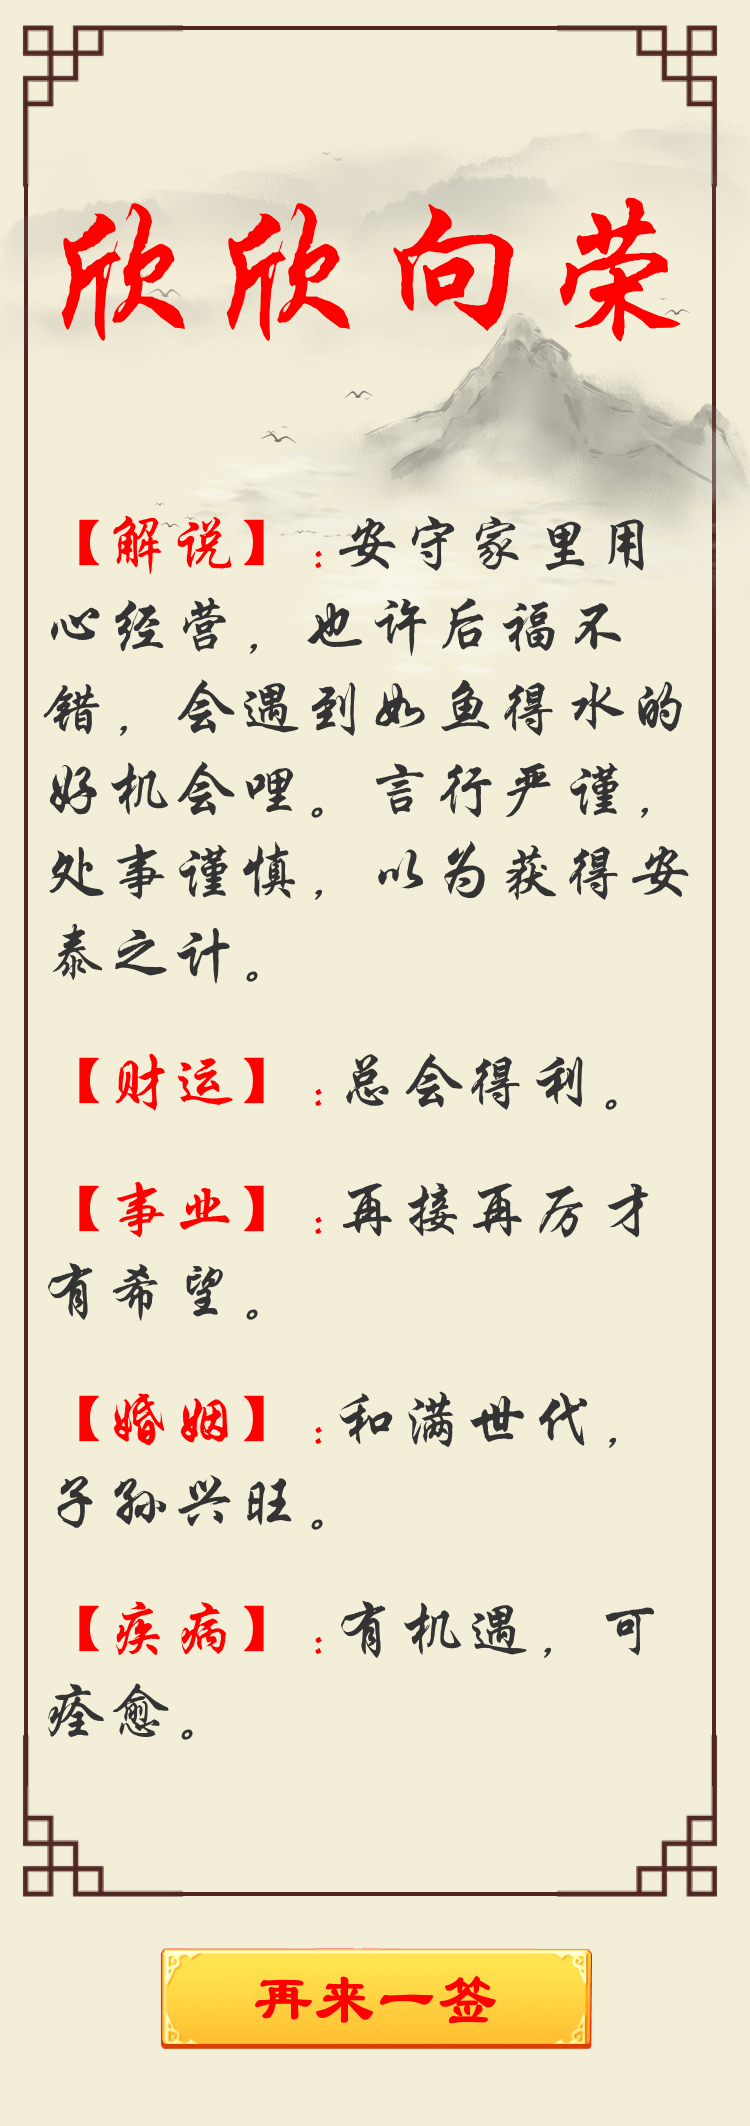 欣欣向荣
【解说】:安守家里用
心经营，也许后福不
错，会遇到如鱼得水的
好机会哩。言行严谨，
处事谨慎，以为获得安
泰之计。
【财运】:总会得利。
【事业】:再接再厉才
有希望。
【婚姻】:和满世代，
子孙兴旺。
【疾病】:有机遇，可
痊愈。
再来一签